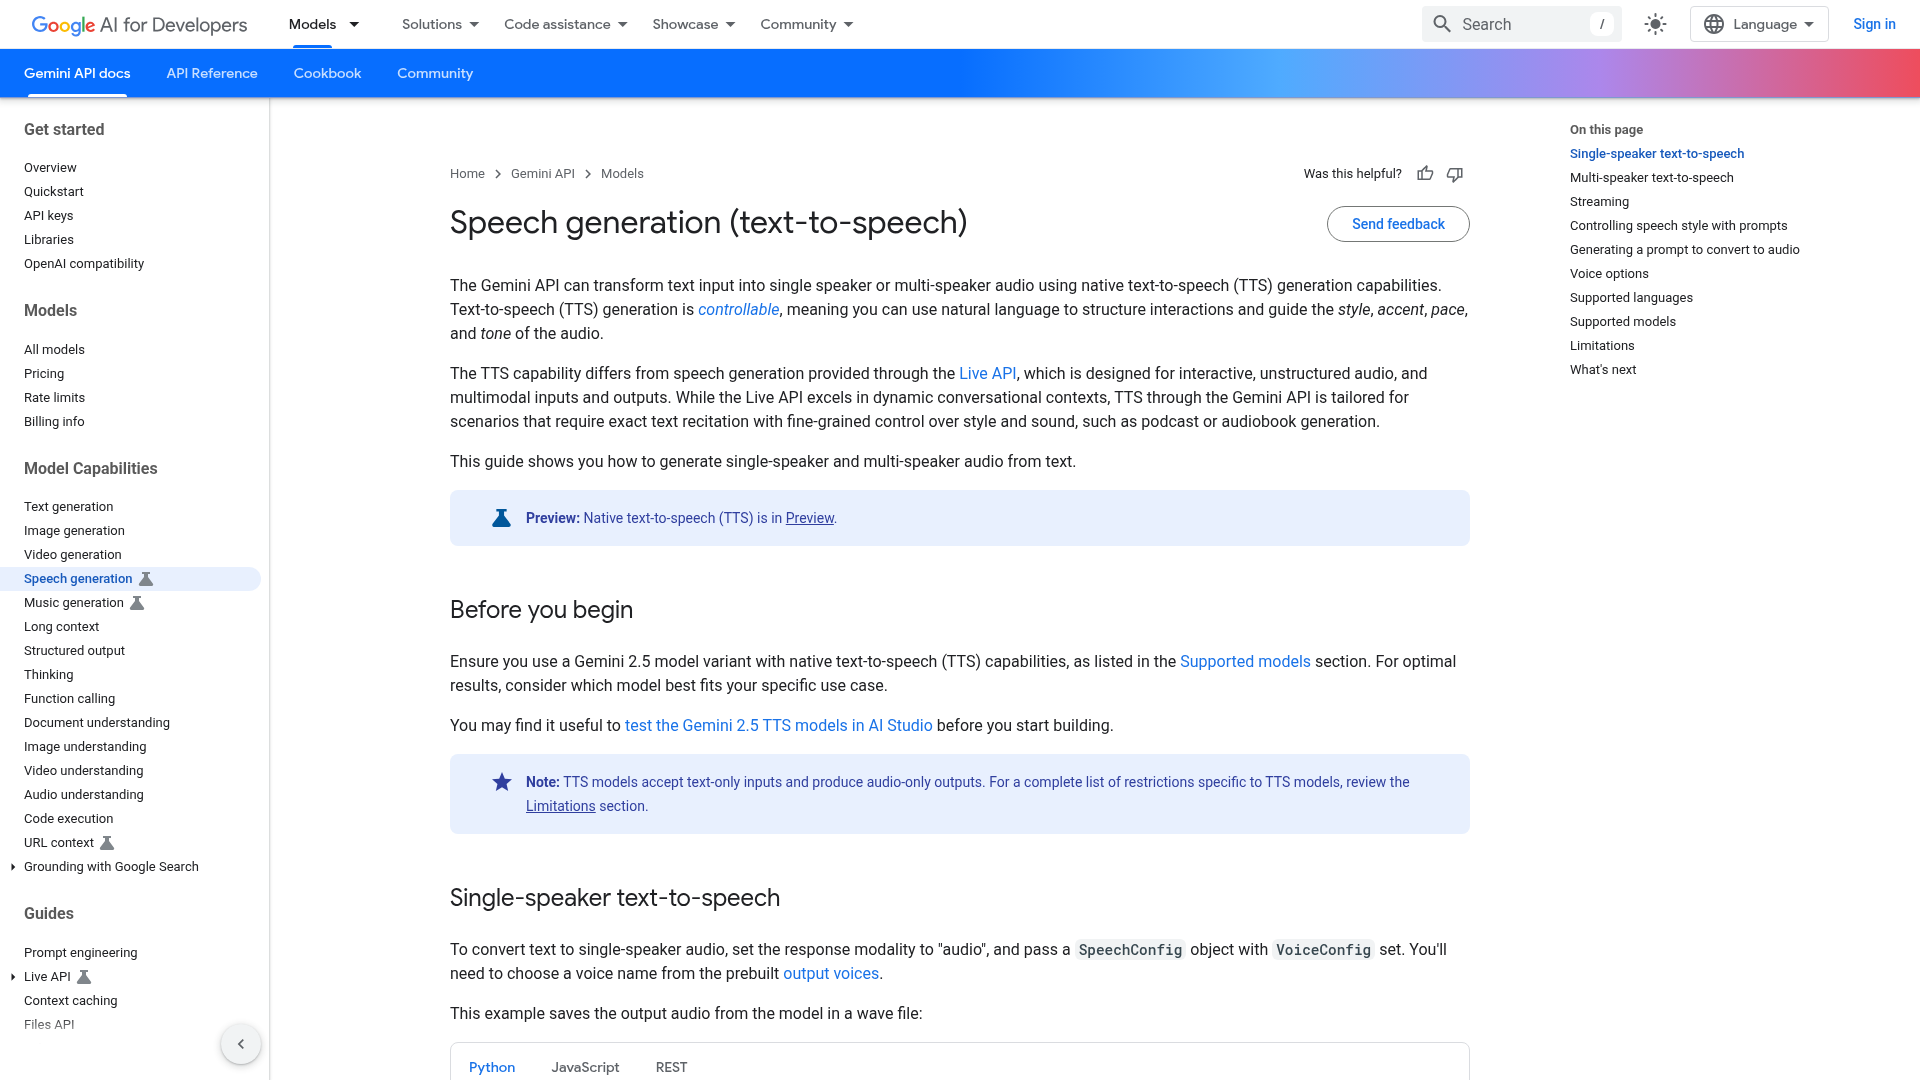 Google AI for Developers
Models
Solutions
Code assistance
Showcase
Community
Search
/
Language
Sign in
Gemini API docs
API Reference
Cookbook
Community
Get started
Overview
Quickstart
API keys
Libraries
OpenAI compatibility
Models
All models
Pricing
Rate limits
Billing info
Model Capabilities
Text generation
Image generation
Video generation
Speech generation
Music generation
Long context
Structured output
Thinking
Function calling
Document understanding
Image understanding
Video understanding
Audio understanding
Code execution
URL context
Grounding with Google Search
Guides
Prompt engineering
Live API
Context caching
Files API
Home > Gemini API > Models
Was this helpful?
Speech generation (text-to-speech)
Send feedback
The Gemini API can transform text input into single speaker or multi-speaker audio using native text-to-speech (TTS) generation capabilities.
Text-to-speech (TTS) generation is controllable, meaning you can use natural language to structure interactions and guide the style, accent, pace,
and tone of the audio.
The TTS capability differs from speech generation provided through the Live API, which is designed for interactive, unstructured audio, and
multimodal inputs and outputs. While the Live API excels in dynamic conversational contexts, TTS through the Gemini API is tailored for
scenarios that require exact text recitation with fine-grained control over style and sound, such as podcast or audiobook generation.
This guide shows you how to generate single-speaker and multi-speaker audio from text.
Preview: Native text-to-speech (TTS) is in Preview.
Before you begin
Ensure you use a Gemini 2.5 model variant with native text-to-speech (TTS) capabilities, as listed in the Supported models section. For optimal
results, consider which model best fits your specific use case.
You may find it useful to test the Gemini 2.5 TTS models in AI Studio before you start building.
Note: TTS models accept text-only inputs and produce audio-only outputs. For a complete list of restrictions specific to TTS models, review the
Limitations section.
Single-speaker text-to-speech
To convert text to single-speaker audio, set the response modality to "audio", and pass a SpeechConfig object with VoiceConfig set. You'll
need to choose a voice name from the prebuilt output voices.
This example saves the output audio from the model in a wave file:
Python
JavaScript
REST
On this page
Single-speaker text-to-speech
Multi-speaker text-to-speech
Streaming
Controlling speech style with prompts
Generating a prompt to convert to audio
Voice options
Supported languages
Supported models
Limitations
What's next